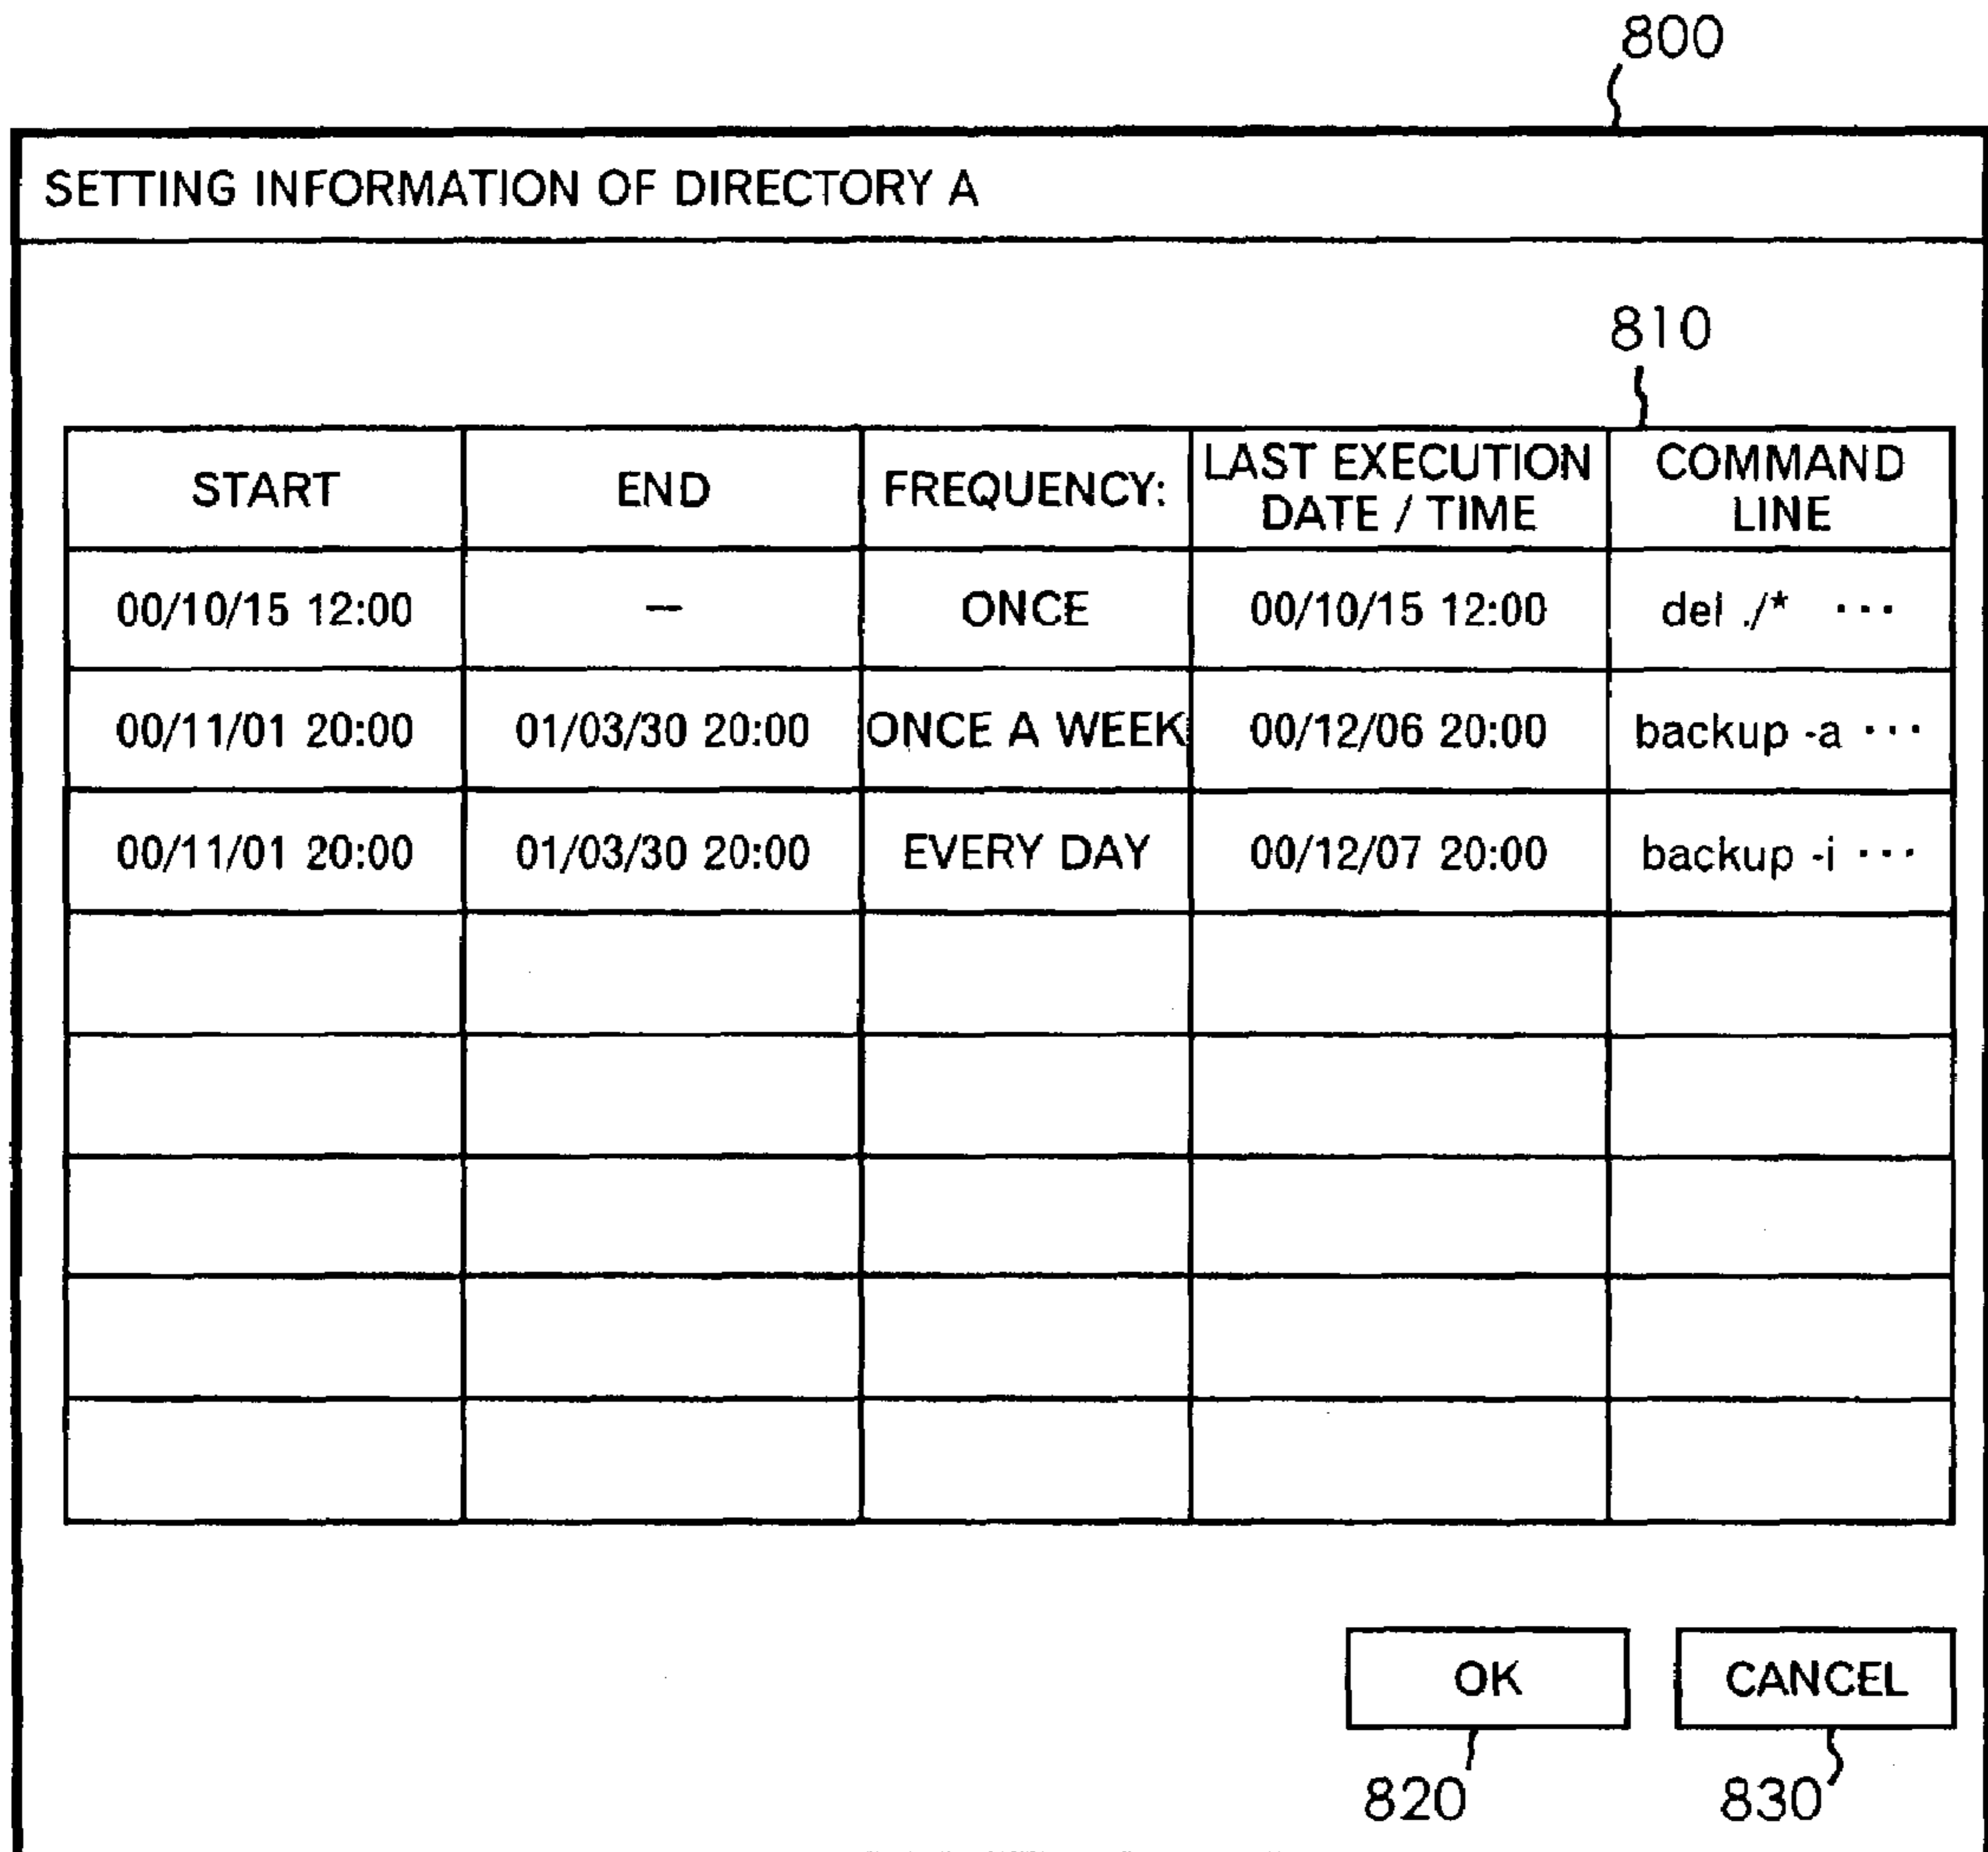 800
SETTING INFORMATION OF DIRECTORY A
810
START END FREQUENCY: LAST EXECUTION DATE / TIME COMMAND LINE
00/10/15 12:00 — ONCE 00/10/15 12:00 del ./* ···
00/11/01 20:00 01/03/30 20:00 ONCE A WEEK 00/12/06 20:00 backup -a ···
00/11/01 20:00 01/03/30 20:00 EVERY DAY 00/12/07 20:00 backup -i ···
OK CANCEL
820 830